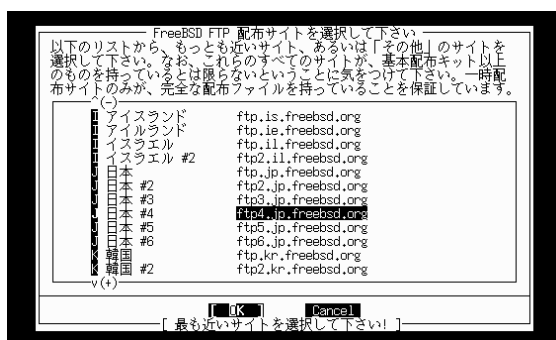 FreeBSD FTP 配布サイトを選択して下さい
以下のリストから、もっとも近いサイト、あるいは「その他」のサイトを
選択して下さい。なお、これらのすべてのサイトが、基本配布キット以上
のものを持っているとは限らないということに気をつけて下さい。一時配
布サイトのみが、完全な配布ファイルを持っていることを保証しています。
^(-)
I アイスランド ftp.is.freebsd.org
I アイルランド ftp.ie.freebsd.org
I イスラエル ftp.il.freebsd.org
I イスラエル #2 ftp2.il.freebsd.org
J 日本 ftp.jp.freebsd.org
J 日本 #2 ftp2.jp.freebsd.org
J 日本 #3 ftp3.jp.freebsd.org
J 日本 #4 ftp4.jp.freebsd.org
J 日本 #5 ftp5.jp.freebsd.org
J 日本 #6 ftp6.jp.freebsd.org
K 韓国 ftp.kr.freebsd.org
K 韓国 #2 ftp2.kr.freebsd.org
v(+)
[ OK ] Cancel
[ 最も近いサイトを選択して下さい! ]